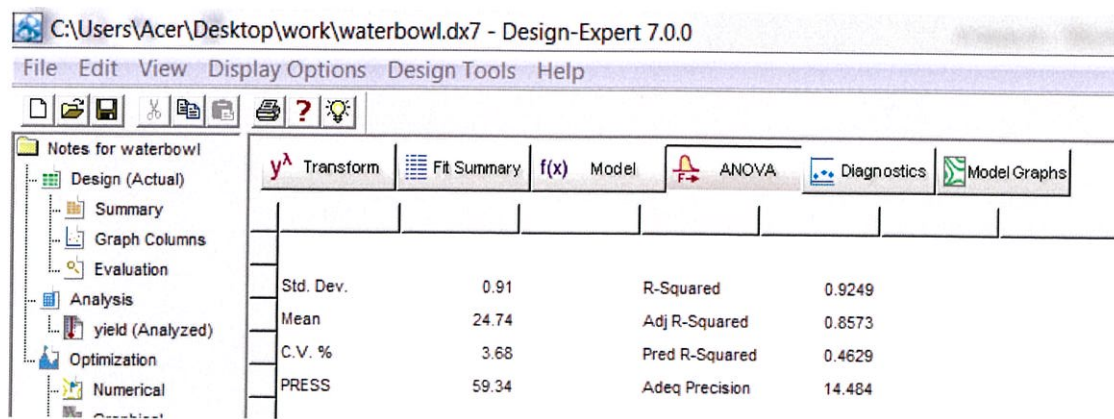 C:\Users\Acer\Desktop\work\waterbowl.dx7 - Design-Expert 7.0.0
File Edit View Display Options Design Tools Help
Notes for waterbowl
Design (Actual)
Summary
Graph Columns
Evaluation
Analysis
yield (Analyzed)
Optimization
Numerical
yλ Transform Fit Summary f(x) Model ANOVA Diagnostics Model Graphs
Std. Dev. 0.91 R-Squared 0.9249
Mean 24.74 Adj R-Squared 0.8573
C.V. % 3.68 Pred R-Squared 0.4629
PRESS 59.34 Adeq Precision 14.484